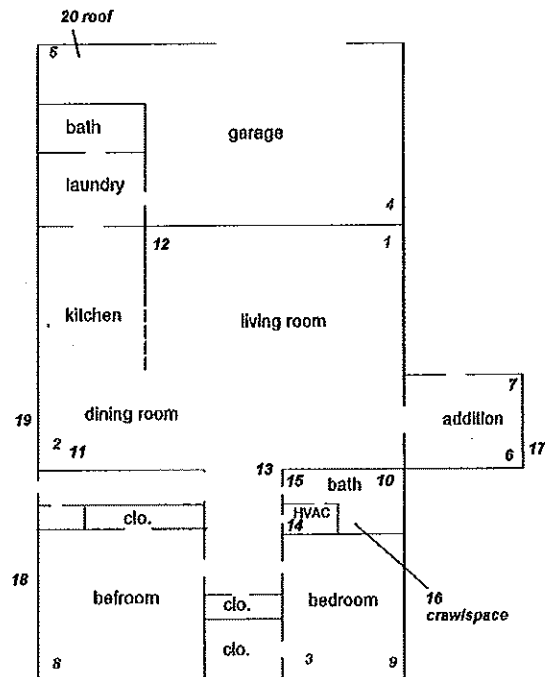 20 roof
5
bath
garage
laundry
4
12
1
kitchen
living room
7
dining room
addition
19
2
11
6
17
13
15
10
bath
HVAC
clo.
14
18
befroom
clo.
bedroom
16
crawlspace
clo.
8
3
9